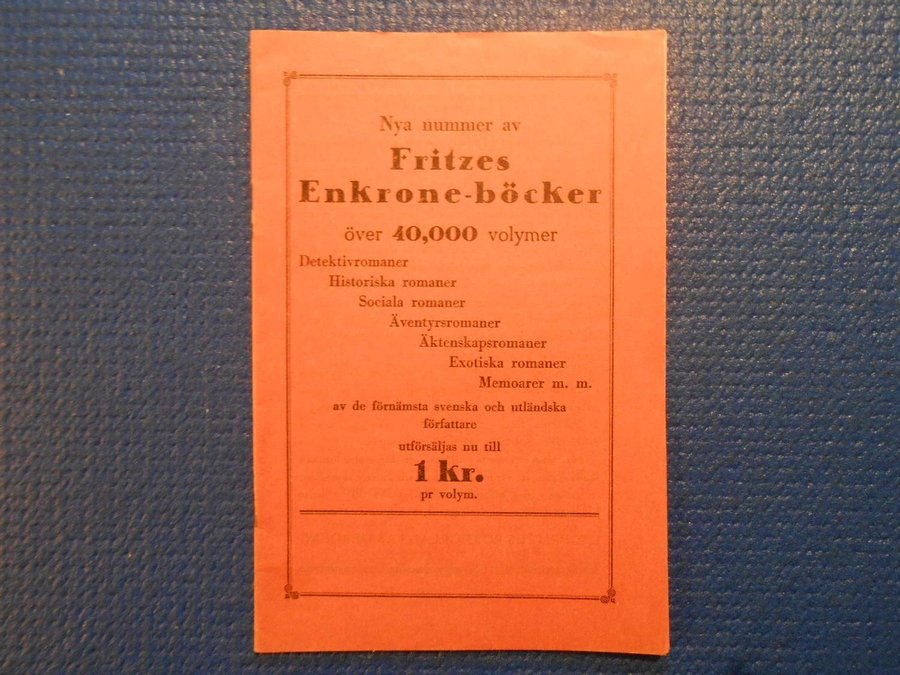 Nya nummer av
Fritzes
Enkrone-böcker
över 40,000 volymer
Detektivromaner
Historiska romaner
Sociala romaner
Äventyrsromaner
Äktenskapsromaner
Exotiska romaner
Memoarer m. m.
av de förnämsta svenska och utländska
författare
utförsäljas nu till
1 kr.
pr volym.